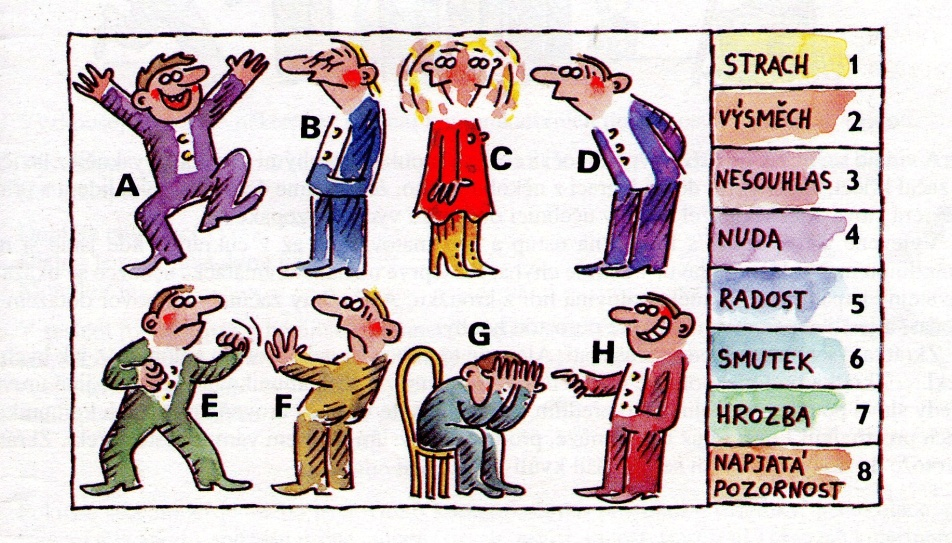 A
B
C
D
E
F
G
H
STRACH 1
VÝSMĚCH 2
NESOUHLAS 3
NUDA 4
RADOST 5
SMUTEK 6
HROZBA 7
NAPJATÁ
POZORNOST 8